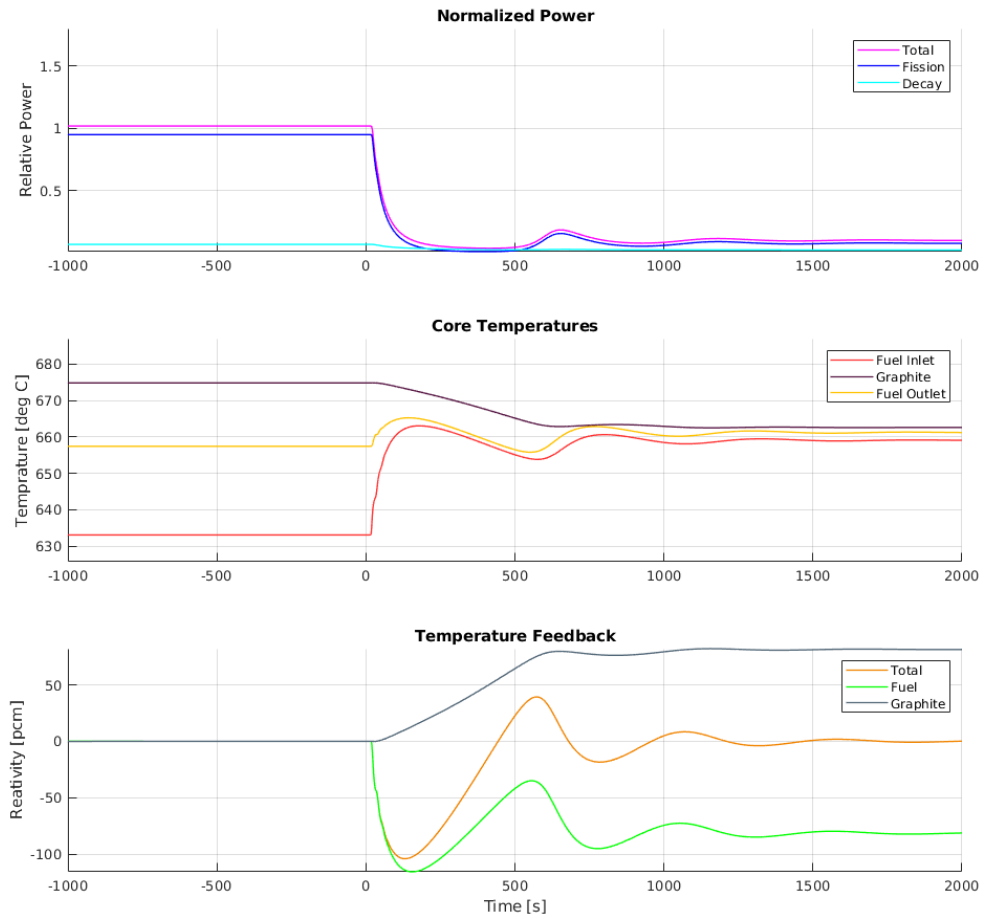 Normalized Power
Relative Power
1.5
1
0.5
Total
Fission
Decay
-1000
-500
0
500
1000
1500
2000
Core Temperatures
Temprature [deg C]
680
670
660
650
640
630
Fuel Inlet
Graphite
Fuel Outlet
-1000
-500
0
500
1000
1500
2000
Temperature Feedback
Reativity [pcm]
50
0
-50
-100
Total
Fuel
Graphite
-1000
-500
0
500
1000
1500
2000
Time [s]